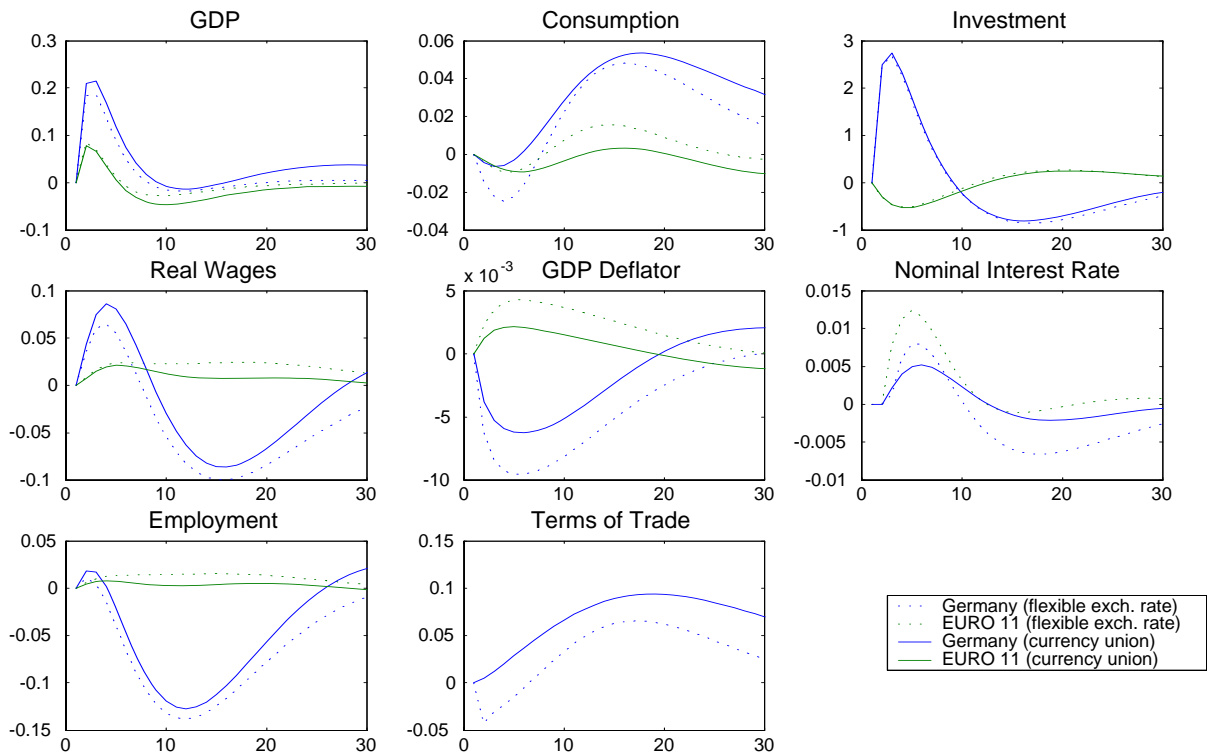 GDP
Consumption
Investment
0.3
0.2
0.1
0
-0.1
0 10 20 30
0.06
0.04
0.02
0
-0.02
-0.04
0 10 20 30
3
2
1
0
-1
0 10 20 30
Real Wages
GDP Deflator
Nominal Interest Rate
0.1
0.05
0
-0.05
-0.1
0 10 20 30
x 10-3
5
0
-5
-10
0 10 20 30
0.015
0.01
0.005
0
-0.005
-0.01
0 10 20 30
Employment
Terms of Trade
0.05
0
-0.05
-0.1
-0.15
0 10 20 30
0.15
0.1
0.05
0
-0.05
0 10 20 30
Germany (flexible exch. rate)
EURO 11 (flexible exch. rate)
Germany (currency union)
EURO 11 (currency union)